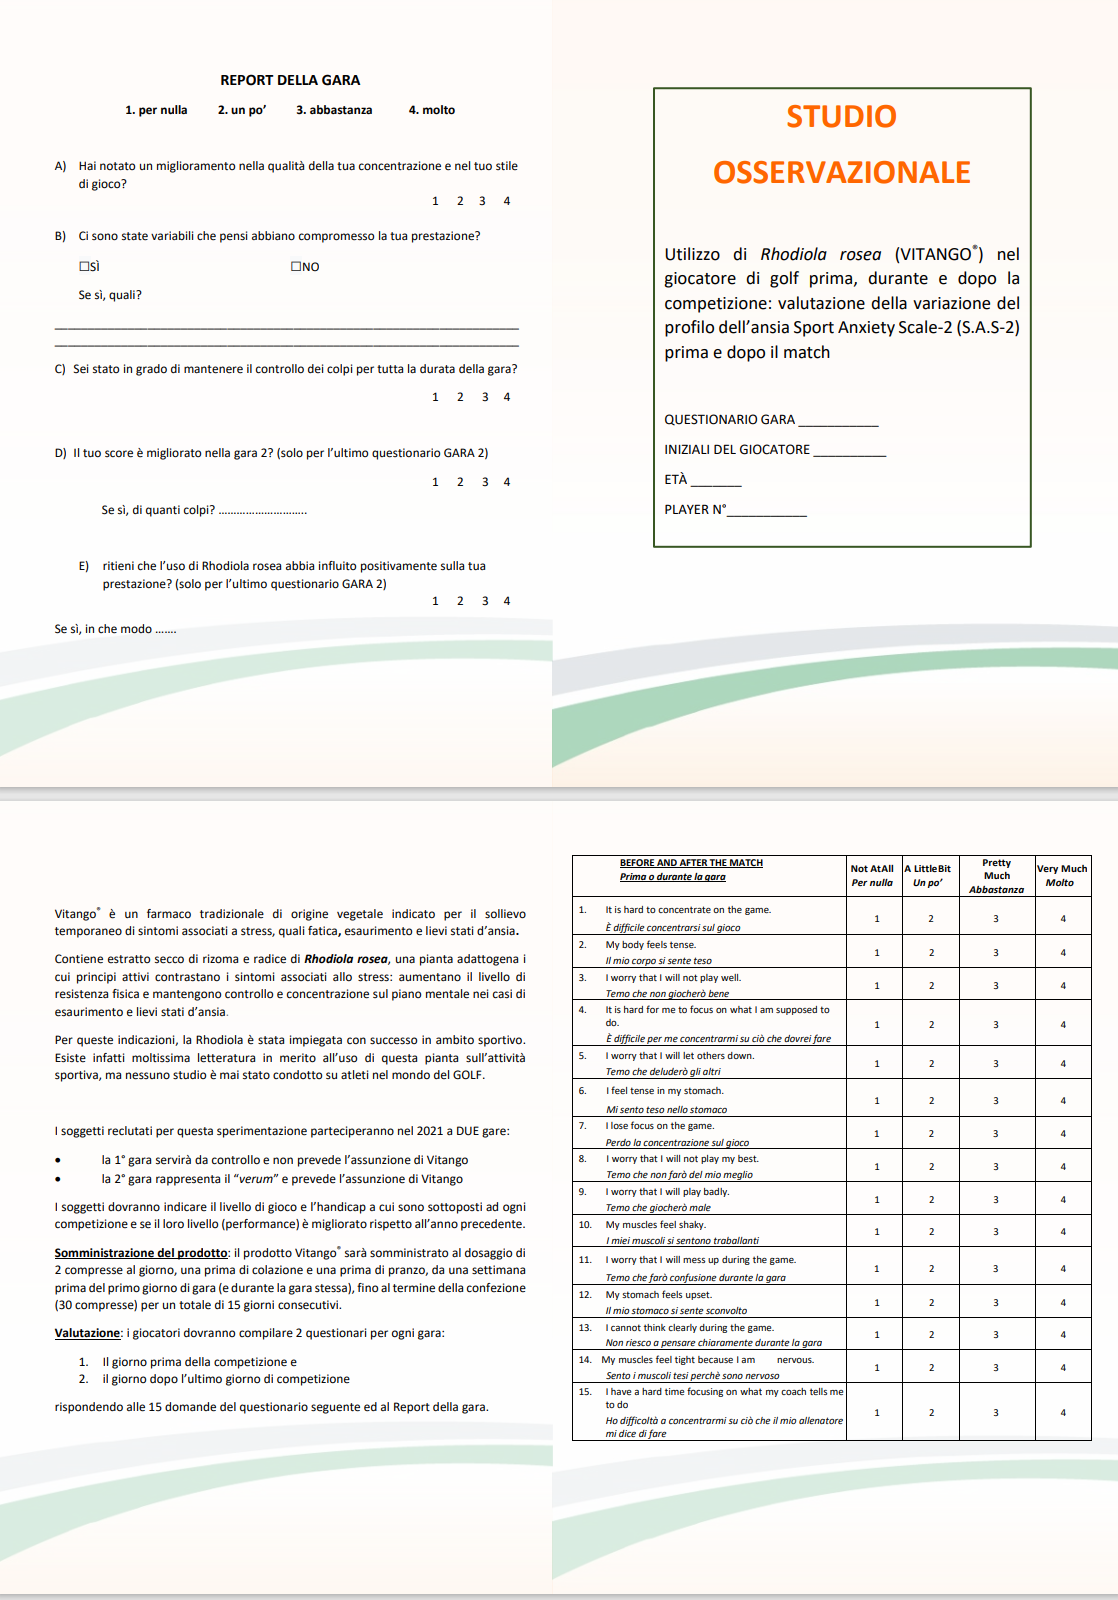 REPORT DELLA GARA
1. per nulla 2. un po’ 3. abbastanza 4. molto
A) Hai notato un miglioramento nella qualità della tua concentrazione e nel tuo stile
di gioco?
1 2 3 4
B) Ci sono state variabili che pensi abbiano compromesso la tua prestazione?
☐SÌ ☐NO
Se sì, quali?
C) Sei stato in grado di mantenere il controllo dei colpi per tutta la durata della gara?
1 2 3 4
D) Il tuo score è migliorato nella gara 2? (solo per l’ultimo questionario GARA 2)
1 2 3 4
Se sì, di quanti colpi? ...........................
E) ritieni che l’uso di Rhodiola rosea abbia influito positivamente sulla tua
prestazione? (solo per l’ultimo questionario GARA 2)
1 2 3 4
Se sì, in che modo .......
STUDIO
OSSERVAZIONALE
Utilizzo di Rhodiola rosea (VITANGO®) nel
giocatore di golf prima, durante e dopo la
competizione: valutazione della variazione del
profilo dell’ansia Sport Anxiety Scale-2 (S.A.S-2)
prima e dopo il match
QUESTIONARIO GARA ___________
INIZIALI DEL GIOCATORE __________
ETÀ _______
PLAYER N°___________
Vitango® è un farmaco tradizionale di origine vegetale indicato per il sollievo
temporaneo di sintomi associati a stress, quali fatica, esaurimento e lievi stati d’ansia.
Contiene estratto secco di rizoma e radice di Rhodiola rosea, una pianta adattogena i
cui principi attivi contrastano i sintomi associati allo stress: aumentano il livello di
resistenza fisica e mantengono controllo e concentrazione sul piano mentale nei casi di
esaurimento e lievi stati d’ansia.
Per queste indicazioni, la Rhodiola è stata impiegata con successo in ambito sportivo.
Esiste infatti moltissima letteratura in merito all’uso di questa pianta sull’attività
sportiva, ma nessuno studio è mai stato condotto su atleti nel mondo del GOLF.
I soggetti reclutati per questa sperimentazione parteciperanno nel 2021 a DUE gare:
• la 1° gara servirà da controllo e non prevede l’assunzione di Vitango
• la 2° gara rappresenta il “verum” e prevede l’assunzione di Vitango
I soggetti dovranno indicare il livello di gioco e l’handicap a cui sono sottoposti ad ogni
competizione e se il loro livello (performance) è migliorato rispetto all’anno precedente.
Somministrazione del prodotto: il prodotto Vitango® sarà somministrato al dosaggio di
2 compresse al giorno, una prima di colazione e una prima di pranzo, da una settimana
prima del primo giorno di gara (e durante la gara stessa), fino al termine della confezione
(30 compresse) per un totale di 15 giorni consecutivi.
Valutazione: i giocatori dovranno compilare 2 questionari per ogni gara:
1. Il giorno prima della competizione e
2. il giorno dopo l’ultimo giorno di competizione
rispondendo alle 15 domande del questionario seguente ed al Report della gara.
BEFORE AND AFTER THE MATCH
Prima o durante la gara
Not AtAll
Per nulla
A LittleBit
Un po’
Pretty
Much
Abbastanza
Very Much
Molto
1. It is hard to concentrate on the game.
È difficile concentrarsi sul gioco
1 2 3 4
2. My body feels tense.
Il mio corpo si sente teso
1 2 3 4
3. I worry that I will not play well.
Temo che non giocherò bene
1 2 3 4
4. It is hard for me to focus on what I am supposed to
do.
È difficile per me concentrarmi su ciò che dovrei fare
1 2 3 4
5. I worry that I will let others down.
Temo che deluderò gli altri
1 2 3 4
6. I feel tense in my stomach.
Mi sento teso nello stomaco
1 2 3 4
7. I lose focus on the game.
Perdo la concentrazione sul gioco
1 2 3 4
8. I worry that I will not play my best.
Temo che non farò del mio meglio
1 2 3 4
9. I worry that I will play badly.
Temo che giocherò male
1 2 3 4
10. My muscles feel shaky.
I miei muscoli si sentono traballanti
1 2 3 4
11. I worry that I will mess up during the game.
Temo che farò confusione durante la gara
1 2 3 4
12. My stomach feels upset.
Il mio stomaco si sente sconvolto
1 2 3 4
13. I cannot think clearly during the game.
Non riesco a pensare chiaramente durante la gara
1 2 3 4
14. My muscles feel tight because I am nervous.
Sento i muscoli tesi perchè sono nervoso
1 2 3 4
15. I have a hard time focusing on what my coach tells me
to do
Ho difficoltà a concentrarmi su ciò che il mio allenatore
mi dice di fare
1 2 3 4